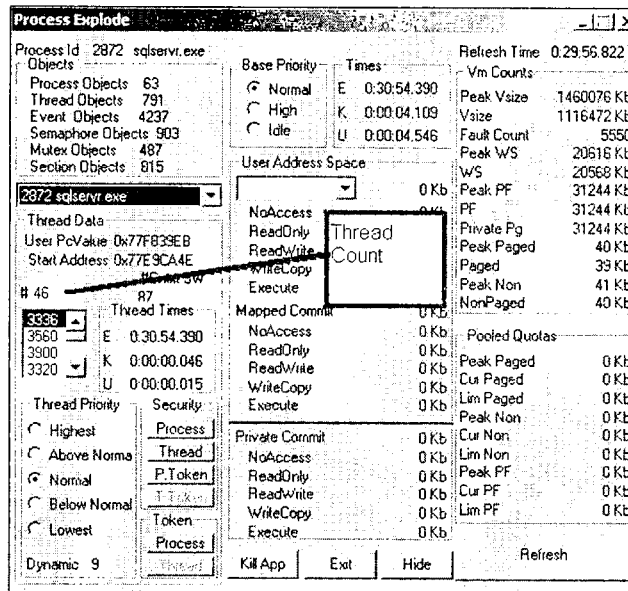 Process Explode
Process Id 2872 sqlservr.exe
Refresh Time 0:29:56.822
Objects
Process Objects 63
Thread Objects 791
Event Objects 4237
Semaphore Objects 903
Mutex Objects 487
Section Objects 815
2872 sqlservr.exe
Thread Data
User PcValue 0x77F839EB
Start Address 0x77E9CA4E
# 46
87
3336
3560
3900
3320
Thread Times
E 0:30:54.390
K 0:00:00.046
U 0:00:00.015
Thread Priority
Highest
Above Norma
Normal
Below Normal
Lowest
Dynamic 9
Security
Process
Thread
P.Token
T.Token
Token
Process
Thread
Base Priority
Normal
High
Idle
Times
E 0:30:54.390
K 0:00:04.109
U 0:00:04.546
User Address Space
0 Kb
NoAccess
ReadOnly
ReadWrite
WriteCopy
Execute
Thread
Count
Mapped Commit 0 Kb
NoAccess 0 Kb
ReadOnly 0 Kb
ReadWrite 0 Kb
WriteCopy 0 Kb
Execute 0 Kb
Private Commit 0 Kb
NoAccess 0 Kb
ReadOnly 0 Kb
ReadWrite 0 Kb
WriteCopy 0 Kb
Execute 0 Kb
Kill App
Exit
Hide
Vm Counts
Peak Vsize 1460076 Kb
Vsize 1116472 Kb
Fault Count 5550
Peak WS 20616 Kb
WS 20568 Kb
Peak PF 31244 Kb
PF 31244 Kb
Private Pg 31244 Kb
Peak Paged 40 Kb
Paged 39 Kb
Peak Non 41 Kb
NonPaged 40 Kb
Pooled Quotas
Peak Paged 0 Kb
Cur Paged 0 Kb
Lim Paged 0 Kb
Peak Non 0 Kb
Cur Non 0 Kb
Lim Non 0 Kb
Peak PF 0 Kb
Cur PF 0 Kb
Lim PF 0 Kb
Refresh